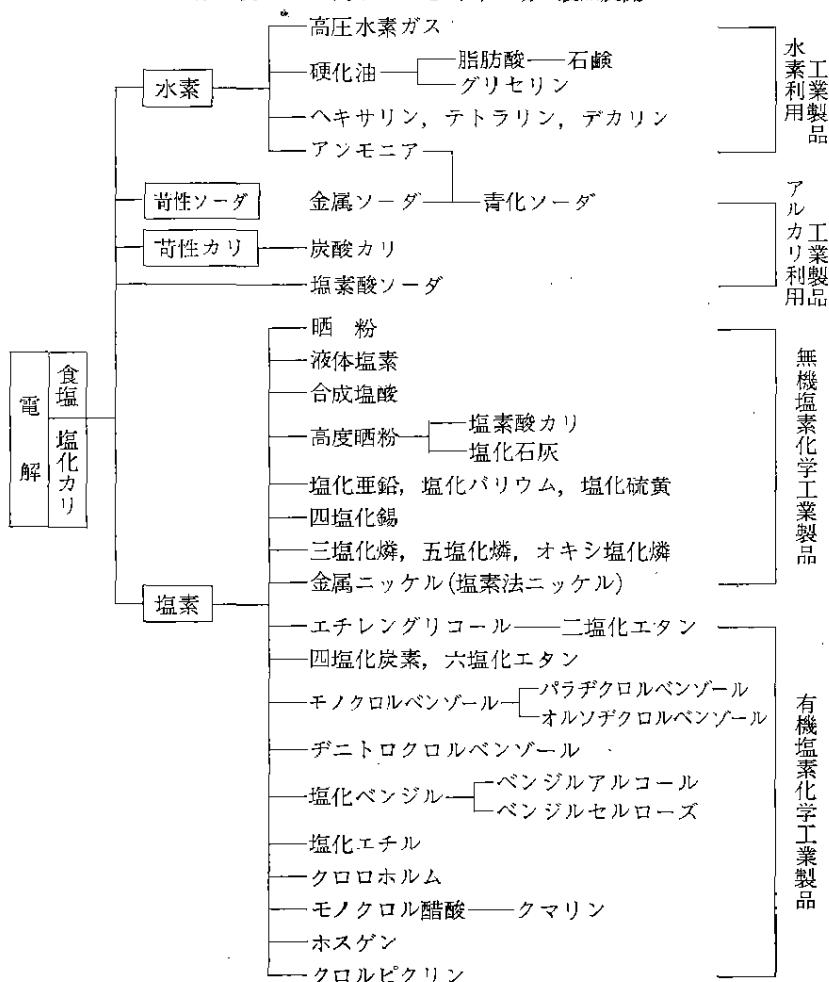 高圧水素ガス
水素
硬化油
脂肪酸
石鹸
グリセリン
ヘキサリン，テトラリン，デカリン
アンモニア
水素利用工業製品
苛性ソーダ
金属ソーダ
青化ソーダ
苛性カリ
炭酸カリ
塩素酸ソーダ
アルカリ利用工業製品
電解
食塩
塩化カリ
塩素
晒 粉
液体塩素
合成塩酸
高度晒粉
塩素酸カリ
塩化石灰
塩化亜鉛，塩化バリウム，塩化硫黄
四塩化錫
三塩化燐，五塩化燐，オキシ塩化燐
金属ニッケル(塩素法ニッケル)
無機塩素化学工業製品
エチレングリコール
二塩化エタン
四塩化炭素，六塩化エタン
モノクロルベンゾール
パラヂクロルベンゾール
オルソヂクロルベンゾール
ヂニトロクロルベンゾール
塩化ベンジル
ベンジルアルコール
ベンジルセルローズ
塩化エチル
クロロホルム
モノクロル醋酸
クマリン
ホスゲン
クロルピクリン
有機塩素化学工業製品